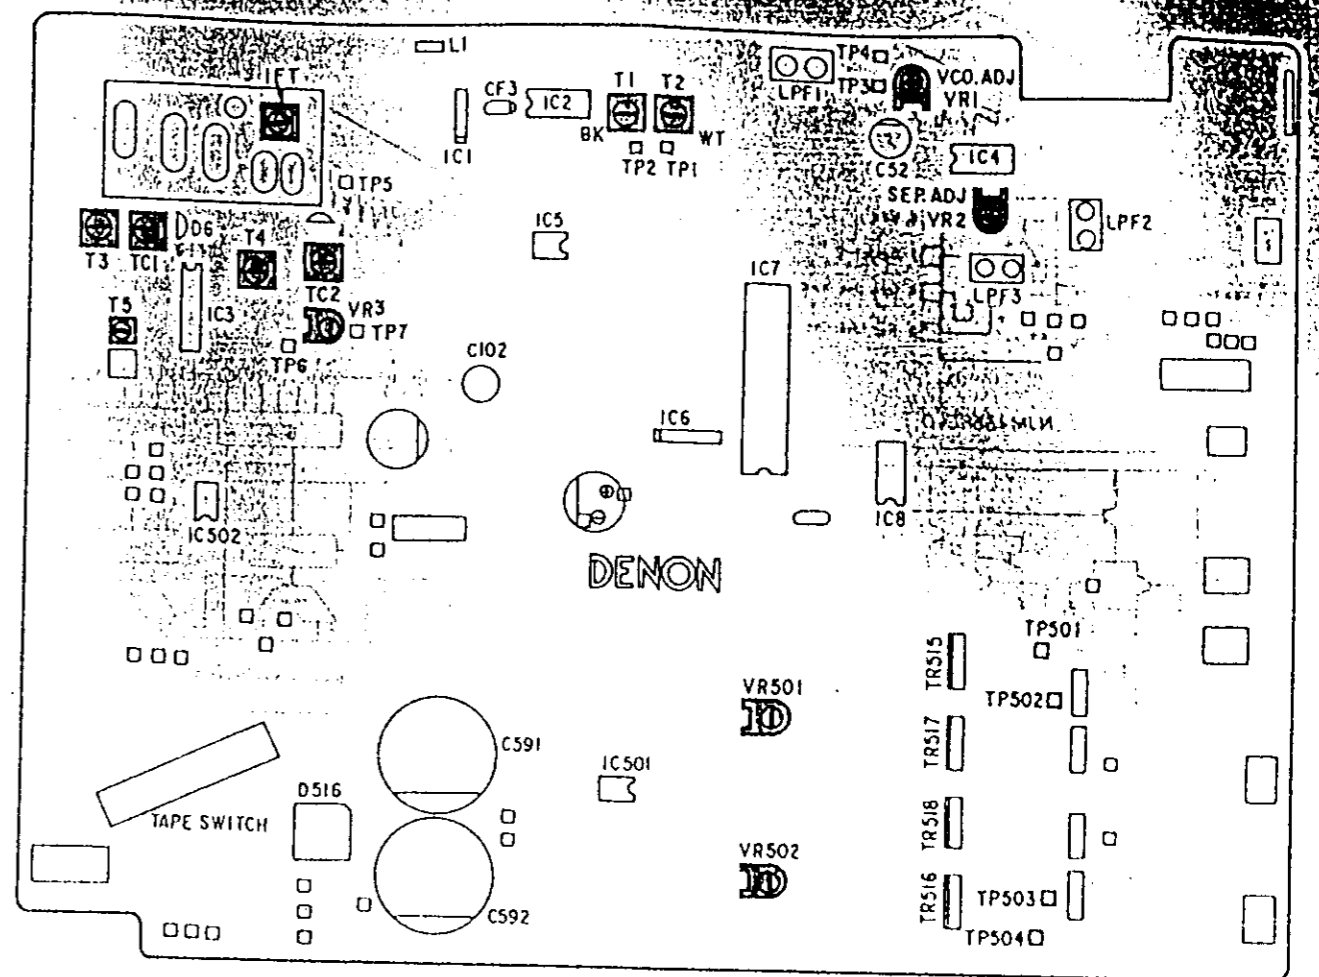 L1
IFT
CF3
IC2
T1
T2
BK
WT
TP2 TP1
IC1
LPF1
TP4
TP3
VCO.ADJ
VR1
C52
IC4
SEP.ADJ
VR2
LPF2
LPF3
TP5
T3
TC1
D6
T4
TC2
IC5
IC7
T5
IC3
VR3
TP7
TP6
C102
IC6
IC8
IC502
DENON
TP501
TR515
TP502
VR501
TR517
C591
IC501
D516
TAPE SWITCH
TR518
VR502
TR516
TP503
C592
TP504